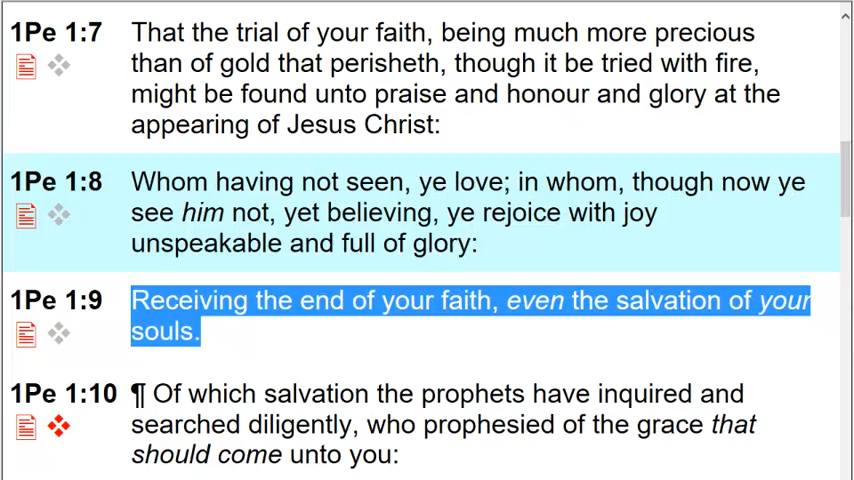 1Pe 1:7 That the trial of your faith, being much more precious
than of gold that perisheth, though it be tried with fire,
might be found unto praise and honour and glory at the
appearing of Jesus Christ:
1Pe 1:8 Whom having not seen, ye love; in whom, though now ye
see him not, yet believing, ye rejoice with joy
unspeakable and full of glory:
1Pe 1:9 Receiving the end of your faith, even the salvation of your
souls.
1Pe 1:10 ¶ Of which salvation the prophets have inquired and
searched diligently, who prophesied of the grace that
should come unto you: